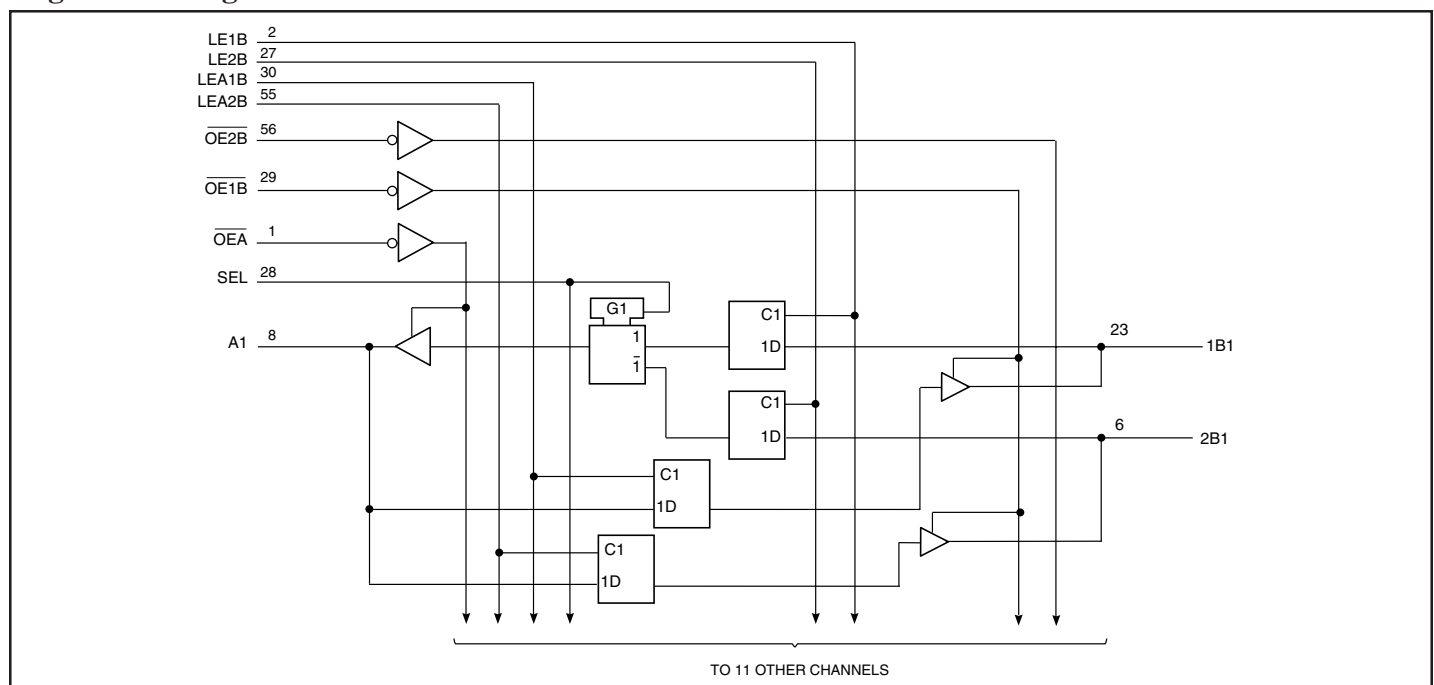 LE1B 2
LE2B 27
LEA1B 30
LEA2B 55
OE2B 56
OE1B 29
OEA 1
SEL 28
G1
C1
A1 8
1
1D
23
1B1
1
C1
1D
6
2B1
C1
1D
C1
1D
TO 11 OTHER CHANNELS